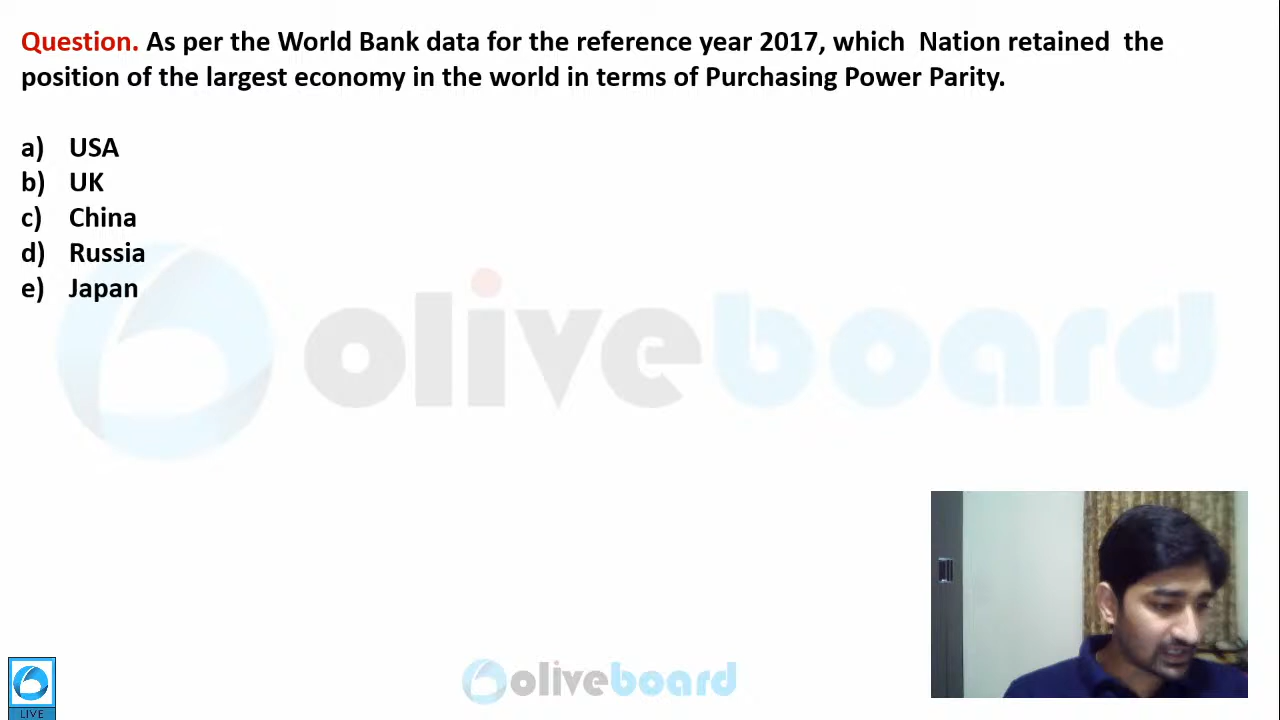 Question. As per the World Bank data for the reference year 2017, which Nation retained the
position of the largest economy in the world in terms of Purchasing Power Parity.
a) USA
b) UK
c) China
d) Russia
e) Japan
oliveboard
oliveboard
LIVE